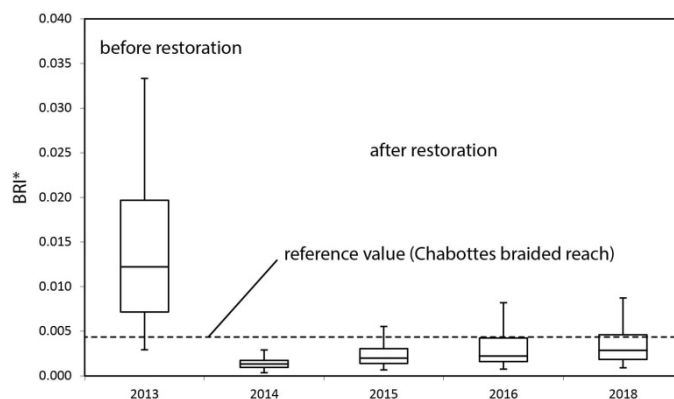 0.040
before restoration
0.035
0.030
0.025
after restoration
BRI*
0.020
0.015
reference value (Chabottes braided reach)
0.010
0.005
0.000
2013 2014 2015 2016 2018